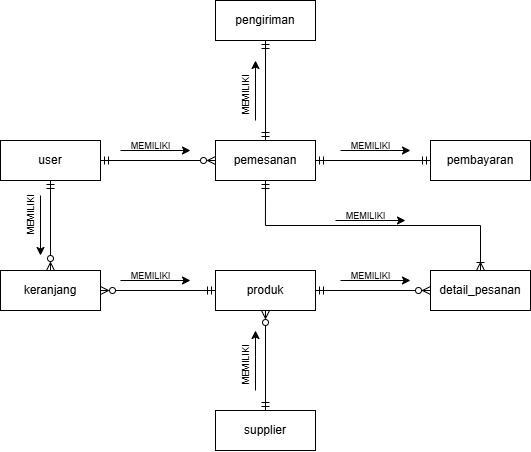 pengiriman
MEMILIKI
user
MEMILIKI
pemesanan
MEMILIKI
pembayaran
MEMILIKI
MEMILIKI
keranjang
MEMILIKI
produk
MEMILIKI
detail_pesanan
MEMILIKI
supplier